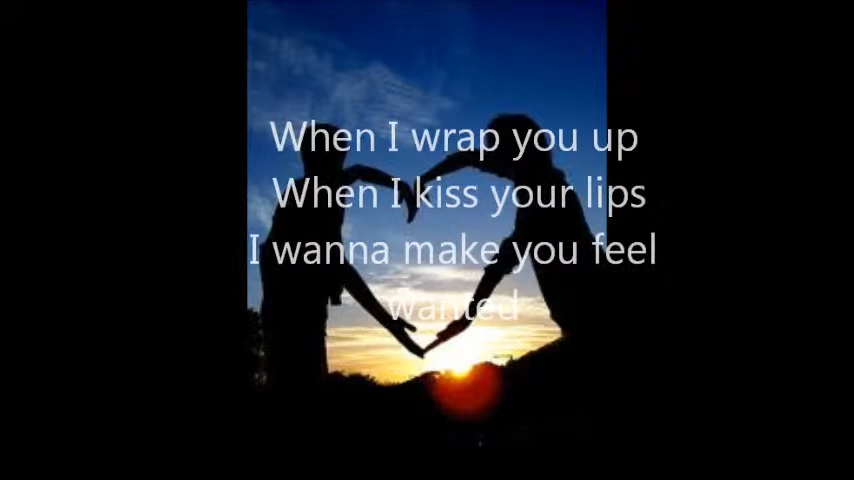 When I wrap you up
When I kiss your lips
I wanna make you feel
wanted